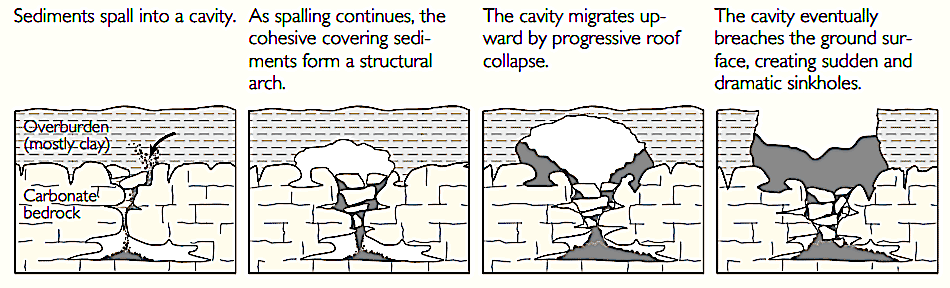 Sediments spall into a cavity.
As spalling continues, the
cohesive covering sedi-
ments form a structural
arch.
The cavity migrates up-
ward by progressive roof
collapse.
The cavity eventually
breaches the ground sur-
face, creating sudden and
dramatic sinkholes.
Overburden
(mostly clay)
Carbonate
bedrock